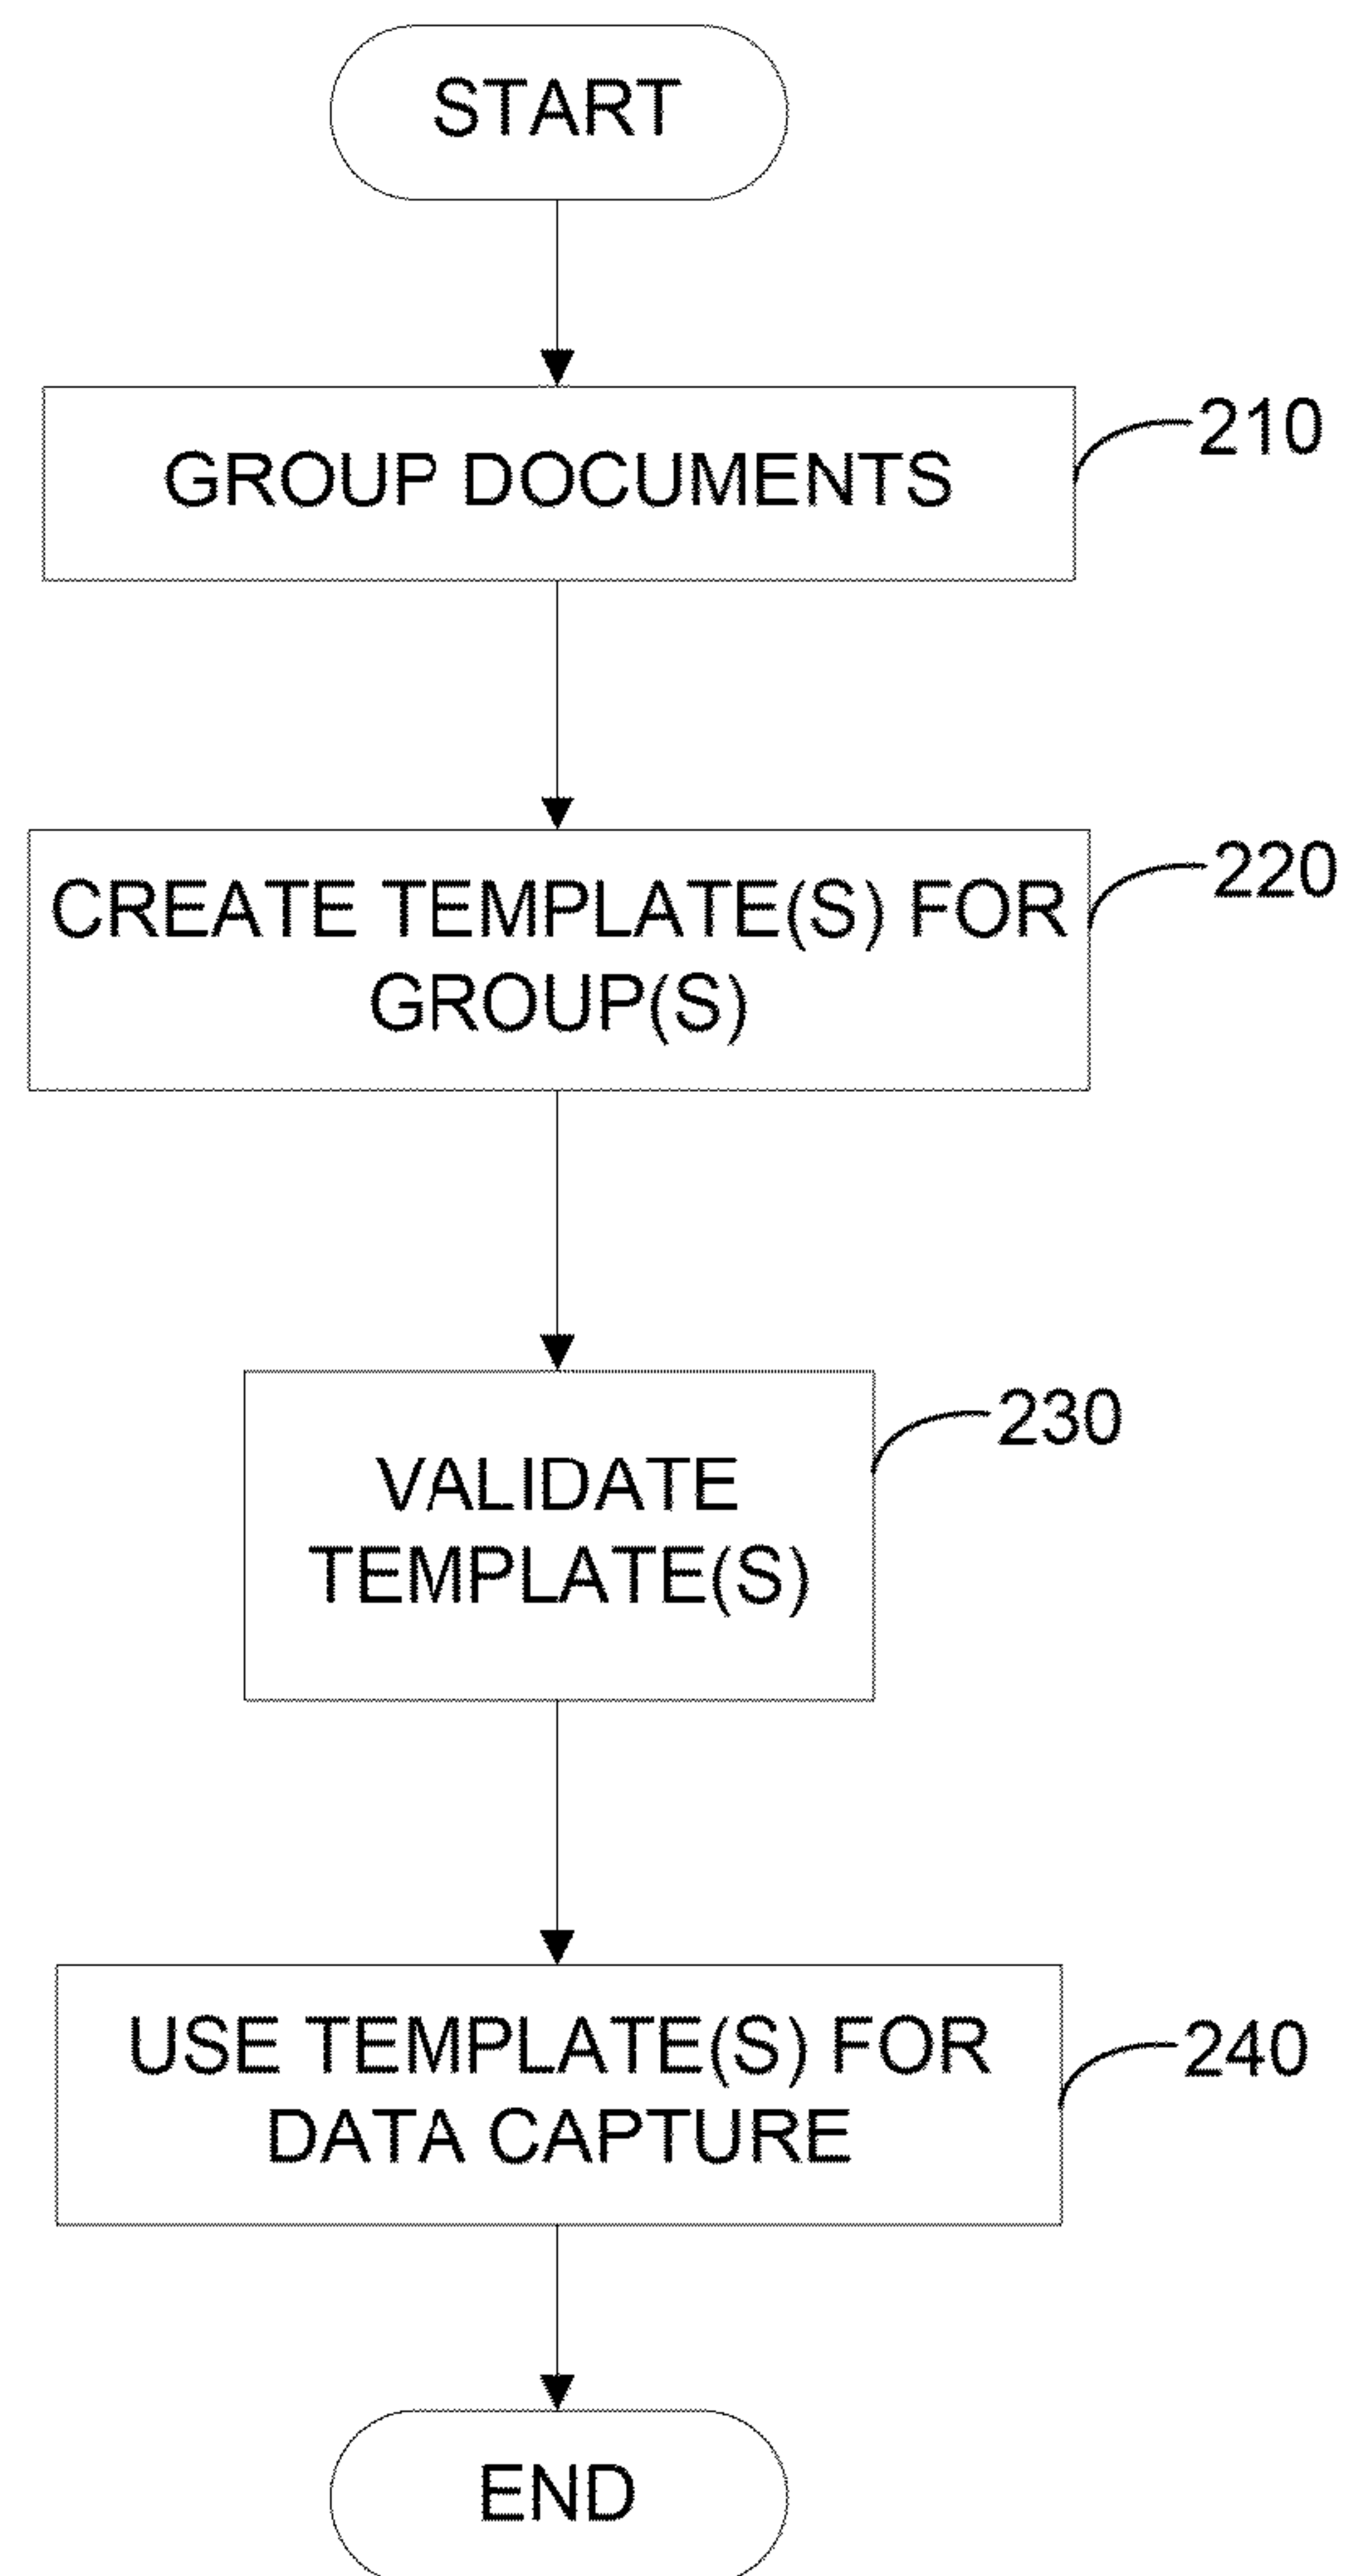 START
GROUP DOCUMENTS
210
CREATE TEMPLATE(S) FOR
GROUP(S)
220
VALIDATE
TEMPLATE(S)
230
USE TEMPLATE(S) FOR
DATA CAPTURE
240
END